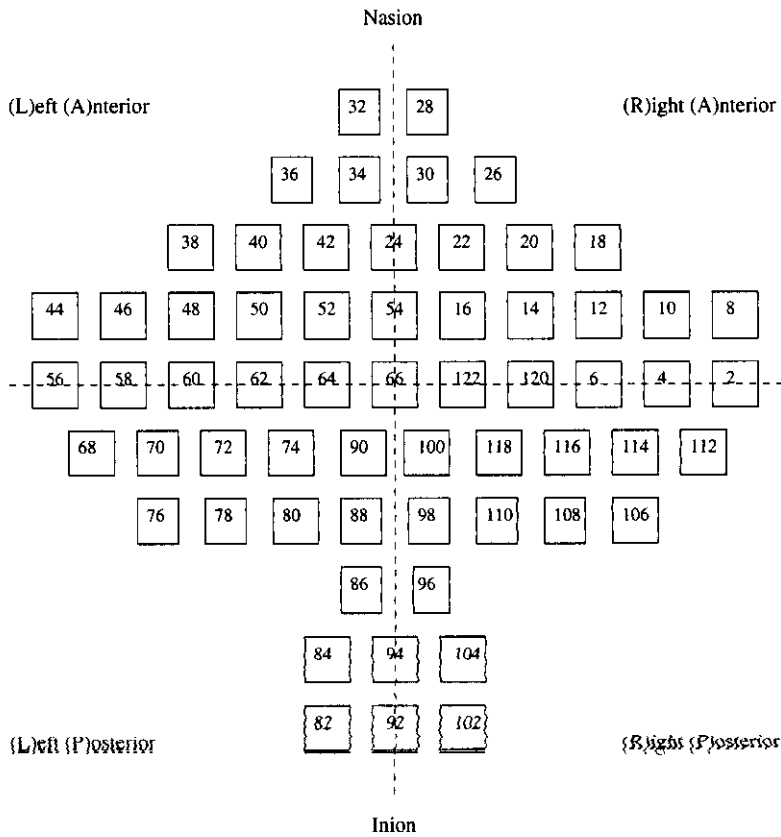 Nasion
(L)eft (A)nterior (R)ight (A)nterior
32 28
36 34 30 26
38 40 42 24 22 20 18
44 46 48 50 52 54 16 14 12 10 8
56 58 60 62 64 66 122 120 6 4 2
68 70 72 74 90 100 118 116 114 112
76 78 80 88 98 110 108 106
86 96
84 94 104
82 92 102
(L)eft (P)osterior (R)ight (P)osterior
Inion